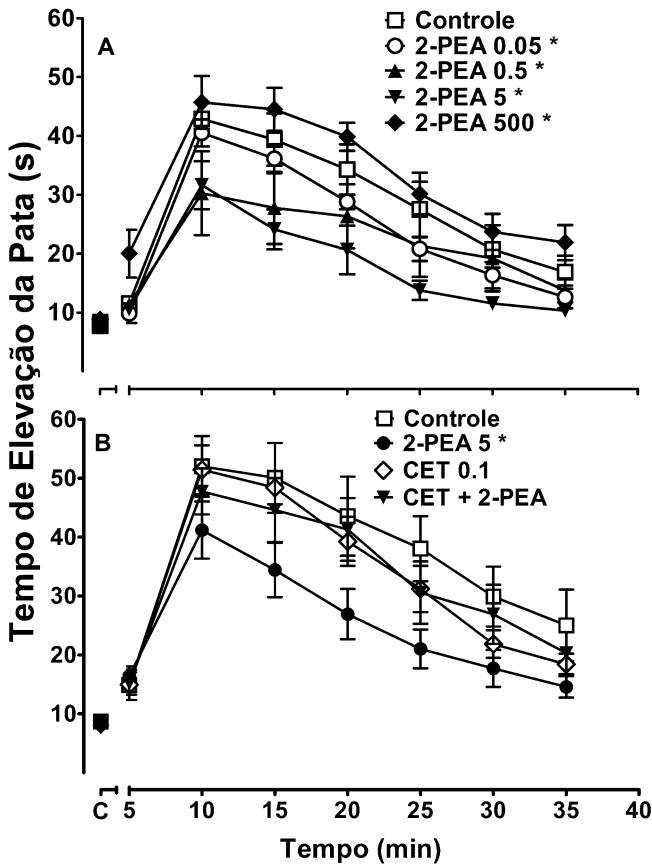 Tempo de Elevação da Pata (s)
A
60
50
40
30
20
10
Controle
2-PEA 0.05 *
2-PEA 0.5 *
2-PEA 5 *
2-PEA 500 *
B
60
50
40
30
20
10
Controle
2-PEA 5 *
CET 0.1
CET + 2-PEA
C 5 10 15 20 25 30 35 40
Tempo (min)